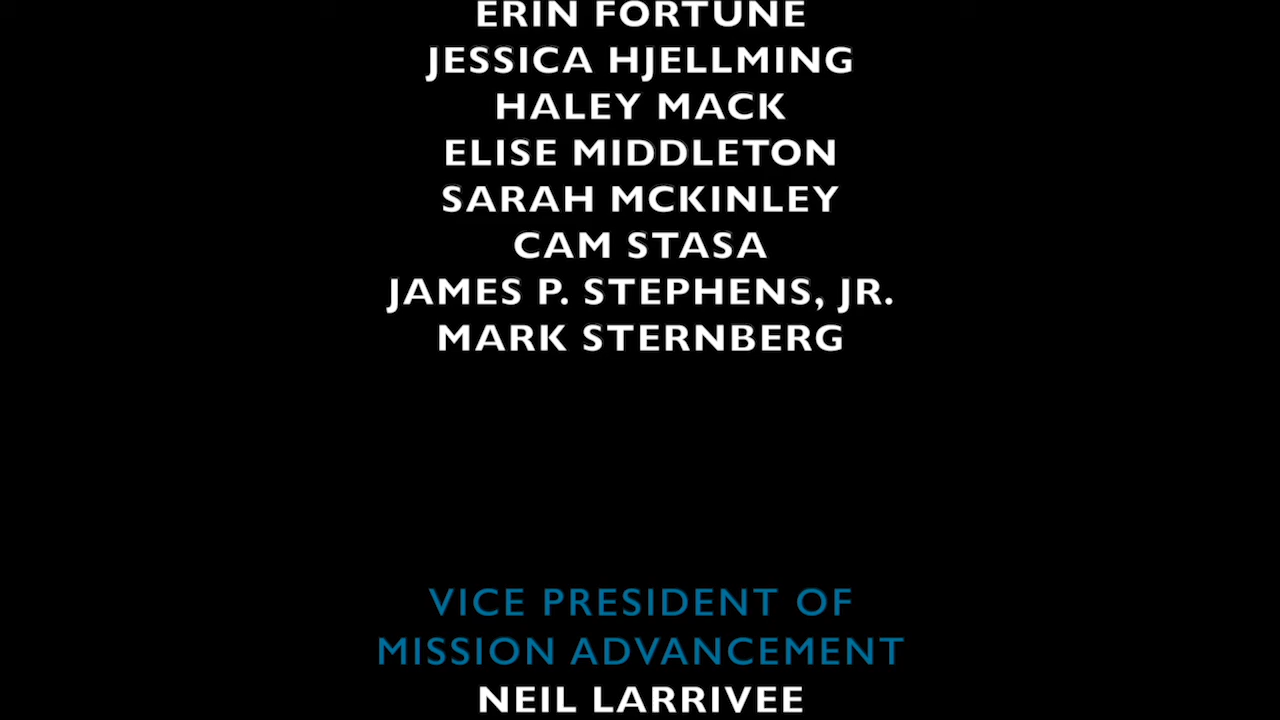 ERIN FORTUNE
JESSICA HJELLMING
HALEY MACK
ELISE MIDDLETON
SARAH MCKINLEY
CAM STASA
JAMES P. STEPHENS, JR.
MARK STERNBERG
VICE PRESIDENT OF
MISSION ADVANCEMENT
NEIL LARRIVEE